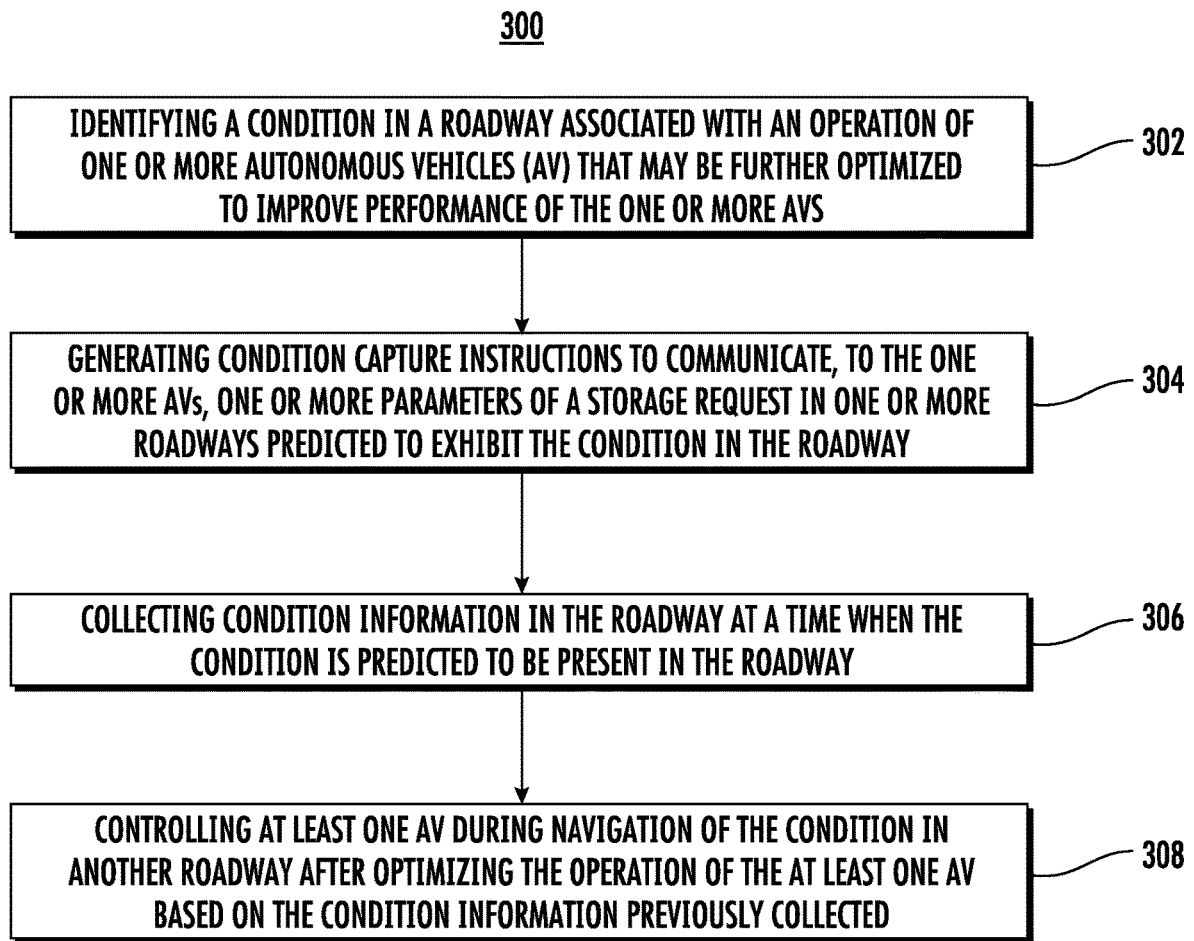 300
IDENTIFYING A CONDITION IN A ROADWAY ASSOCIATED WITH AN OPERATION OF
ONE OR MORE AUTONOMOUS VEHICLES (AV) THAT MAY BE FURTHER OPTIMIZED
TO IMPROVE PERFORMANCE OF THE ONE OR MORE AVS
302
GENERATING CONDITION CAPTURE INSTRUCTIONS TO COMMUNICATE, TO THE ONE
OR MORE AVs, ONE OR MORE PARAMETERS OF A STORAGE REQUEST IN ONE OR MORE
ROADWAYS PREDICTED TO EXHIBIT THE CONDITION IN THE ROADWAY
304
COLLECTING CONDITION INFORMATION IN THE ROADWAY AT A TIME WHEN THE
CONDITION IS PREDICTED TO BE PRESENT IN THE ROADWAY
306
CONTROLLING AT LEAST ONE AV DURING NAVIGATION OF THE CONDITION IN
ANOTHER ROADWAY AFTER OPTIMIZING THE OPERATION OF THE AT LEAST ONE AV
BASED ON THE CONDITION INFORMATION PREVIOUSLY COLLECTED
308